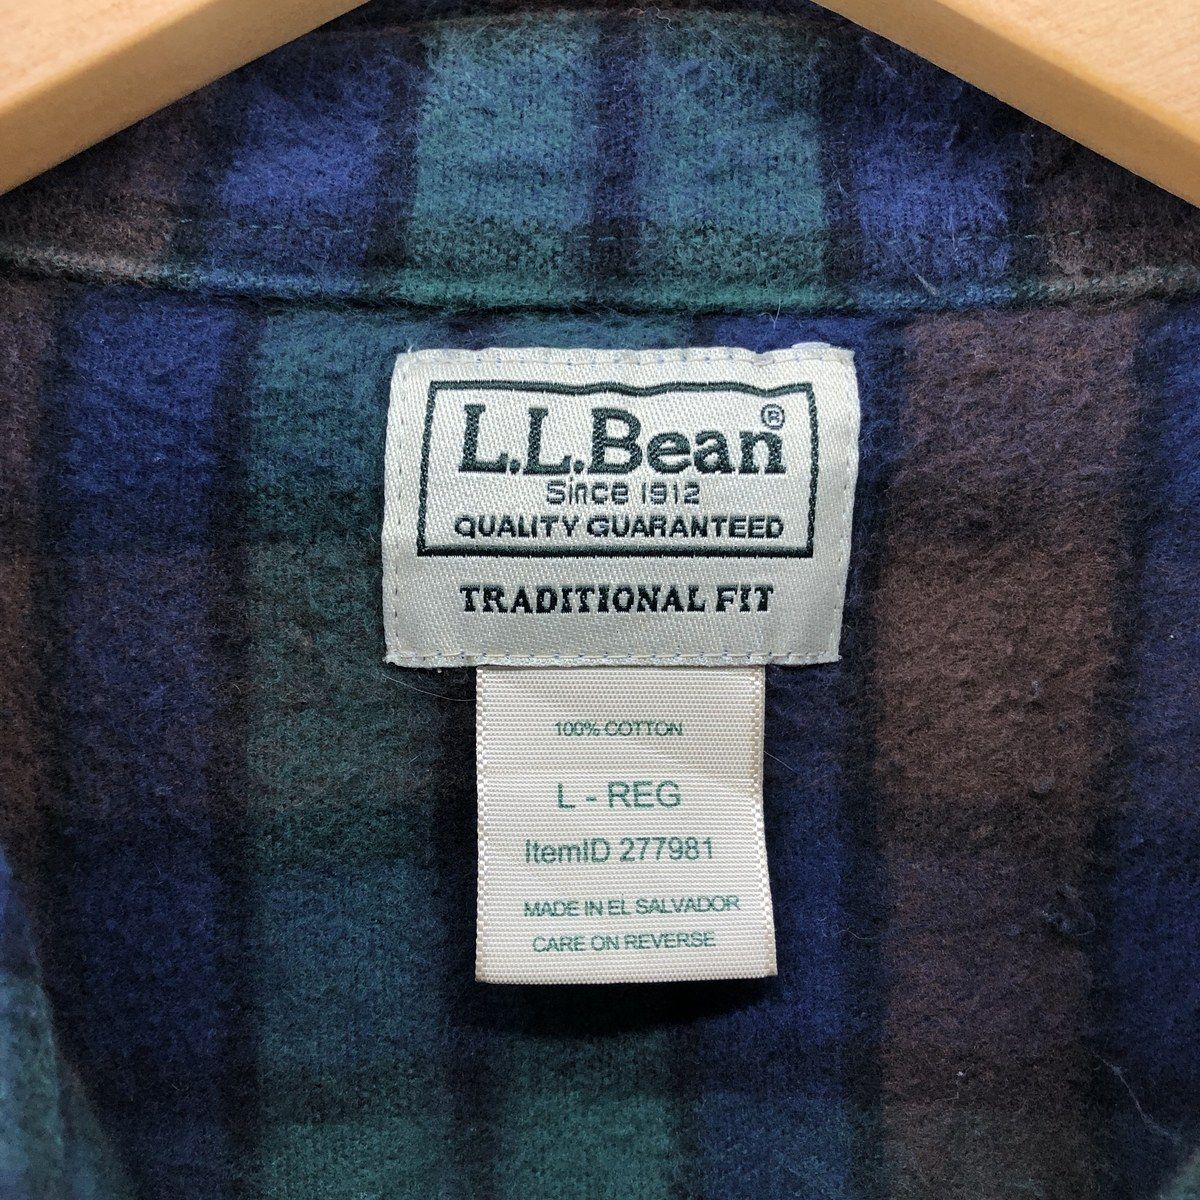 L.L.Bean®
Since 1912
QUALITY GUARANTEED
TRADITIONAL FIT
100% COTTON
L - REG
ItemID 277981
MADE IN EL SALVADOR
CARE ON REVERSE